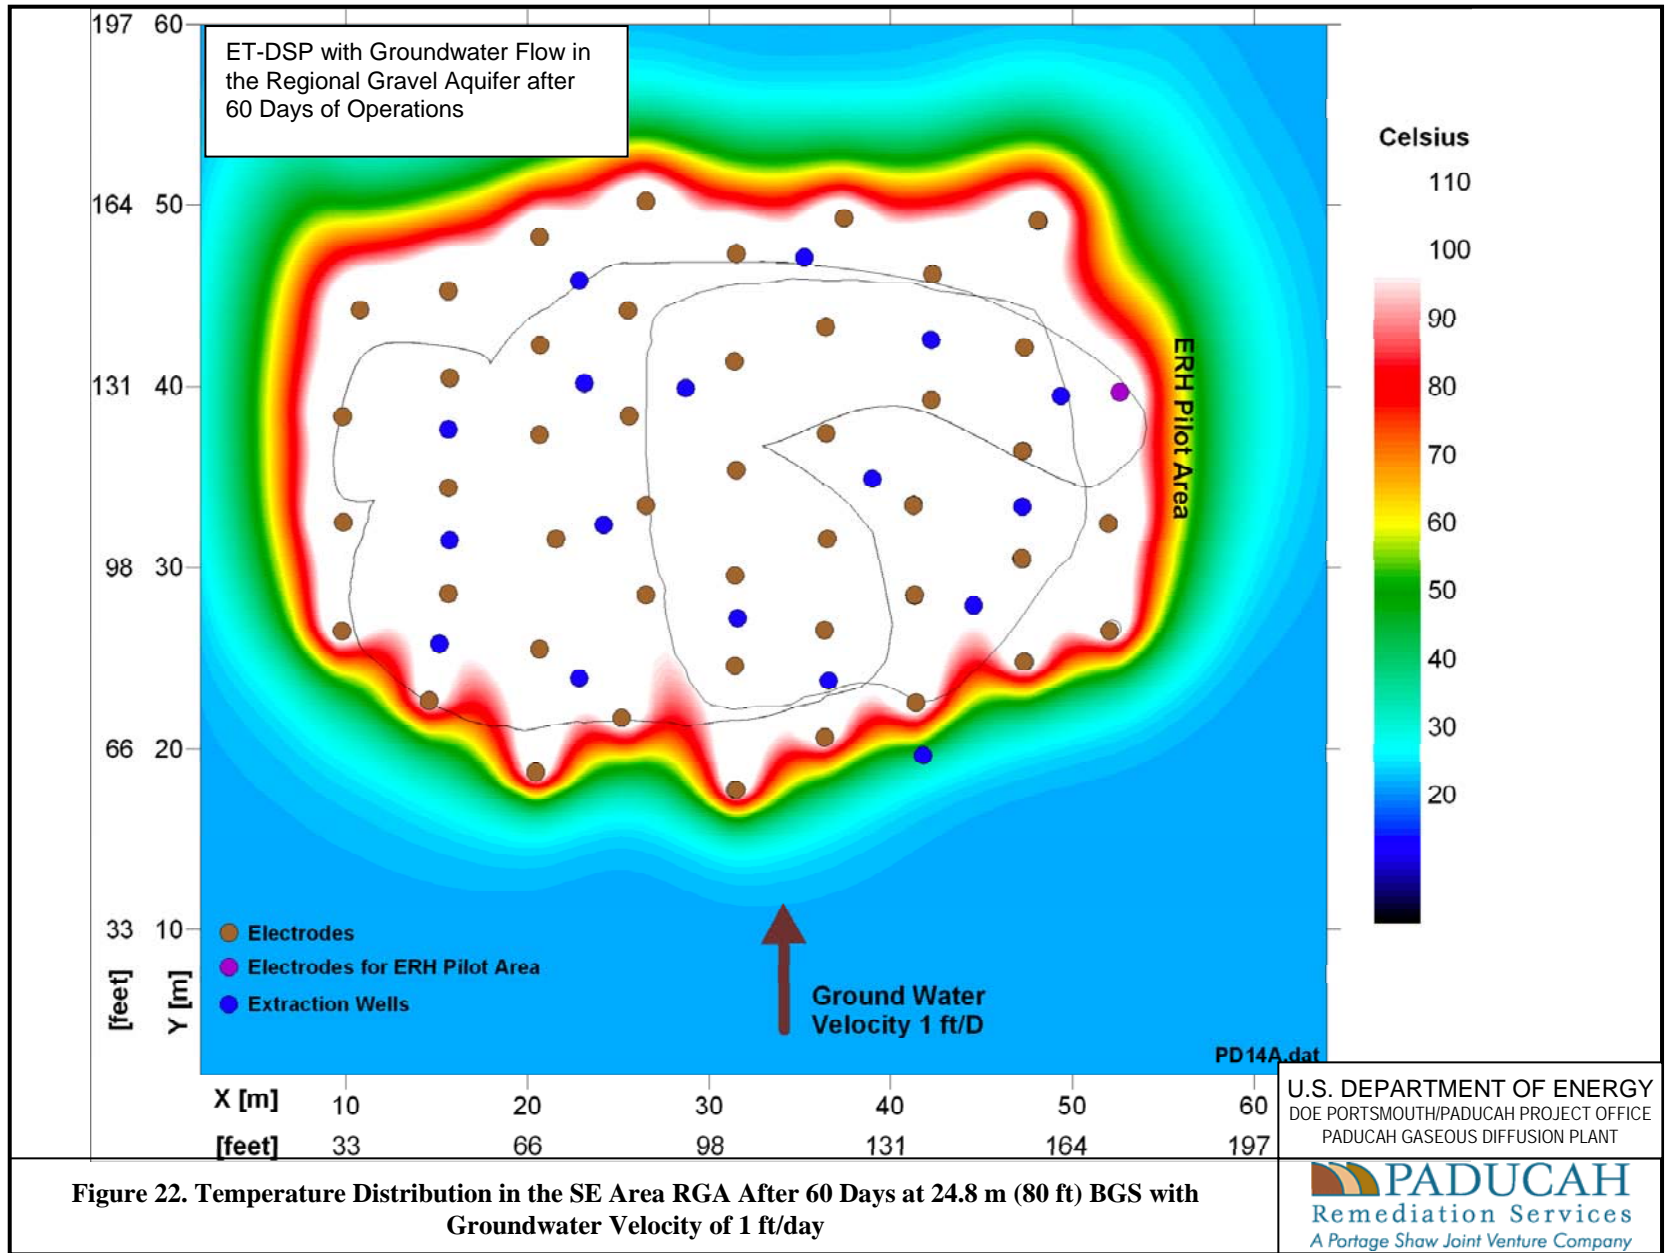 197 60
ET-DSP with Groundwater Flow in
the Regional Gravel Aquifer after
60 Days of Operations
Celsius
110
100
90
80
70
60
50
40
30
20
164 50
131 40
98 30
66 20
33 10
[feet]
Y [m]
ERH Pilot Area
Electrodes
Electrodes for ERH Pilot Area
Extraction Wells
Ground Water
Velocity 1 ft/D
PD14A.dat
X [m] 10 20 30 40 50 60
[feet] 33 66 98 131 164 197
U.S. DEPARTMENT OF ENERGY
DOE PORTSMOUTH/PADUCAH PROJECT OFFICE
PADUCAH GASEOUS DIFFUSION PLANT
Figure 22. Temperature Distribution in the SE Area RGA After 60 Days at 24.8 m (80 ft) BGS with
Groundwater Velocity of 1 ft/day
PADUCAH
Remediation Services
A Portage Shaw Joint Venture Company